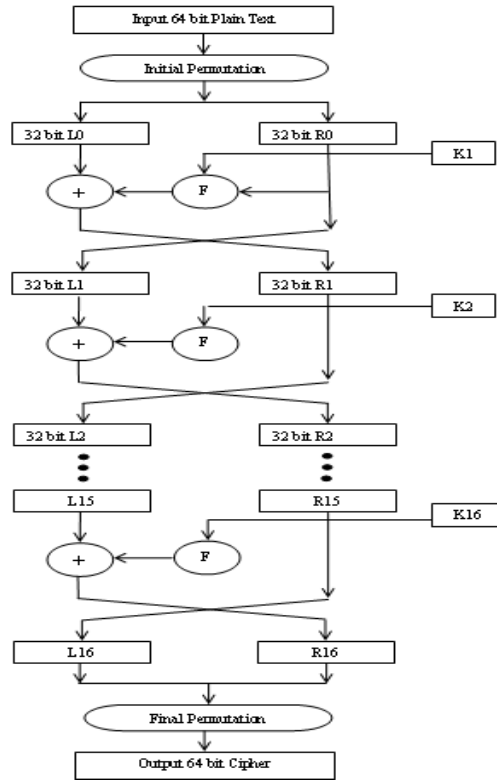 Input 64 bit Plain Text
Initial Permutation
32 bit L0
32 bit R0
K1
+
F
32 bit L1
32 bit R1
K2
+
F
32 bit L2
32 bit R2
L15
R15
K16
+
F
L16
R16
Final Permutation
Output 64 bit Cipher